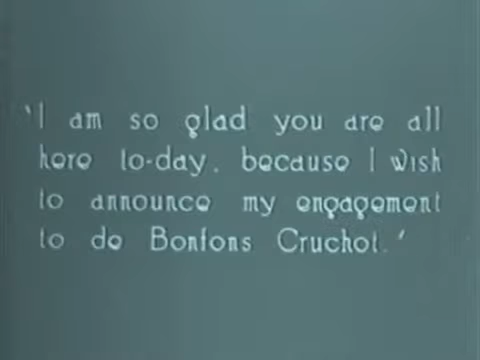 'I am so glad you are all
here to-day, because I wish
to announce my engagement
to de Bonfons Cruchot.'